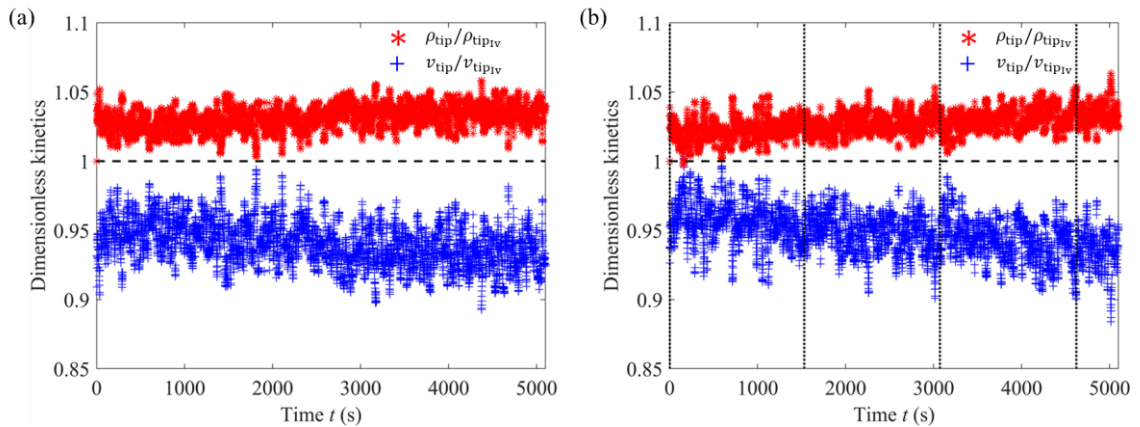 (a)
1.1
1.05
1
0.95
0.9
0.85
Dimensionless kinetics
ρtip/ρtipIv
vtip/vtipIv
0 1000 2000 3000 4000 5000
Time t (s)
(b)
1.1
1.05
1
0.95
0.9
0.85
Dimensionless kinetics
ρtip/ρtipIv
vtip/vtipIv
0 1000 2000 3000 4000 5000
Time t (s)